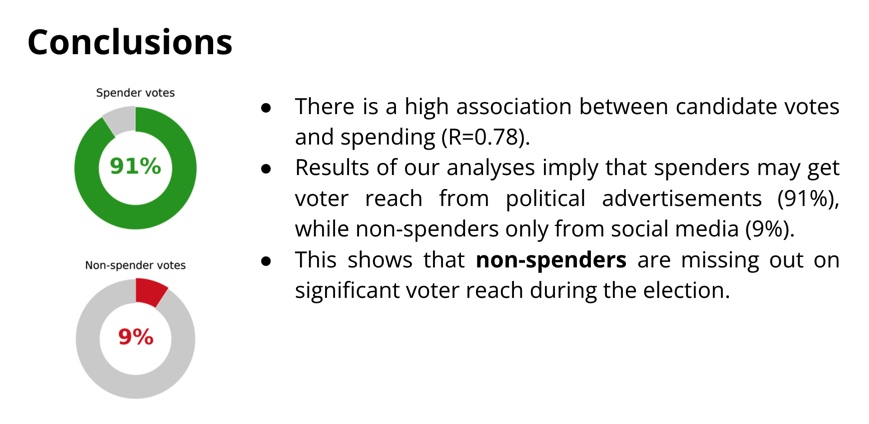 Conclusions
Spender votes
91%
Non-spender votes
9%
● There is a high association between candidate votes
and spending (R=0.78).
● Results of our analyses imply that spenders may get
voter reach from political advertisements (91%),
while non-spenders only from social media (9%).
● This shows that non-spenders are missing out on
significant voter reach during the election.